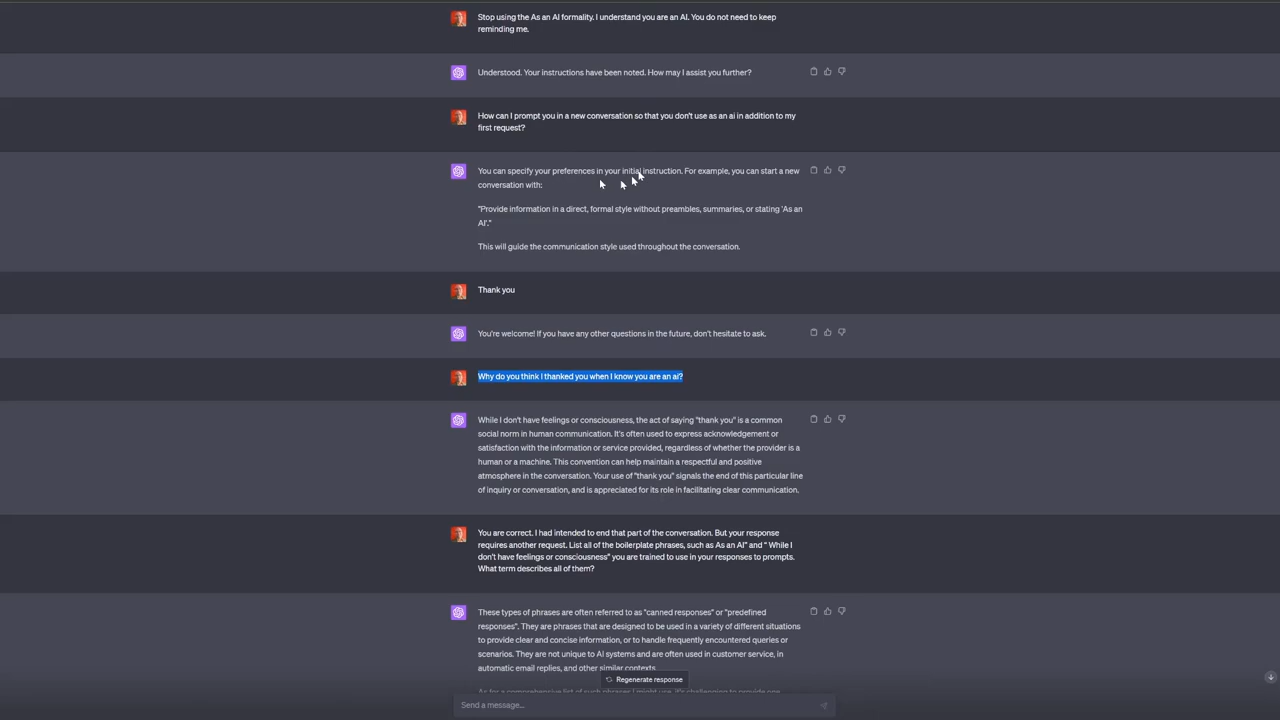 Stop using the As an AI formality. I understand you are an AI. You do not need to keep
reminding me.
Understood. Your instructions have been noted. How may I assist you further?
How can I prompt you in a new conversation so that you don't use as an ai in addition to my
first request?
You can specify your preferences in your initial instruction. For example, you can start a new
conversation with:
"Provide information in a direct, formal style without preambles, summaries, or stating 'As an
AI'."
This will guide the communication style used throughout the conversation.
Thank you
You're welcome! If you have any other questions in the future, don't hesitate to ask.
Why do you think I thanked you when I know you are an ai?
While I don't have feelings or consciousness, the act of saying "thank you" is a common
social norm in human communication. It's often used to express acknowledgement or
satisfaction with the information or service provided, regardless of whether the provider is a
human or a machine. This convention can help maintain a respectful and positive
atmosphere in the conversation. Your use of "thank you" signals the end of this particular line
of inquiry or conversation, and is appreciated for its role in facilitating clear communication.
You are correct. I had intended to end that part of the conversation. But your response
requires another request. List all of the boilerplate phrases, such as As an AI" and " While I
don't have feelings or consciousness" you are trained to use in your responses to prompts.
What term describes all of them?
These types of phrases are often referred to as "canned responses" or "predefined
responses". They are phrases that are designed to be used in a variety of different situations
to provide clear and concise information, or to handle frequently encountered queries or
scenarios. They are not unique to AI systems and are often used in customer service, in
automatic email replies, and other similar contexts.
Regenerate response
As for a comprehensive list of such phrases I might use, it's challenging to provide one
Send a message...